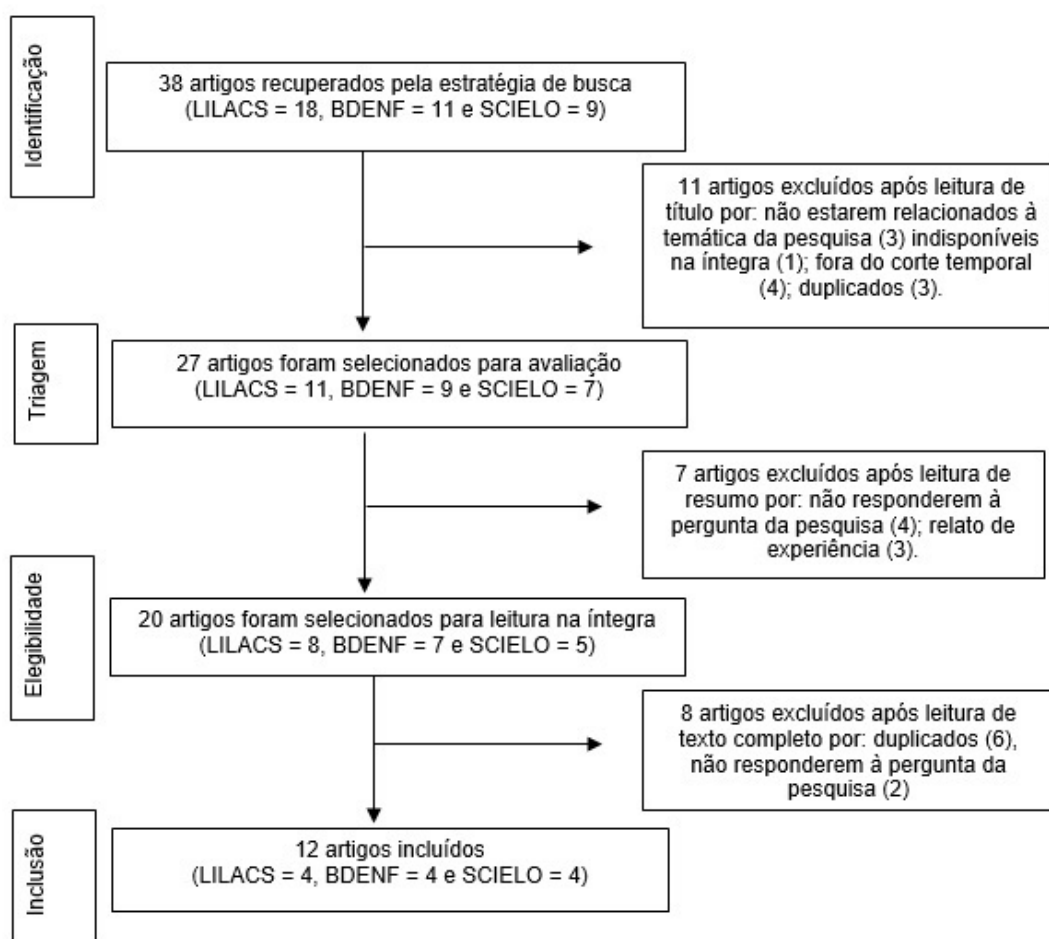 Identificação
38 artigos recuperados pela estratégia de busca
(LILACS = 18, BDENF = 11 e SCIELO = 9)
11 artigos excluídos após leitura de
título por: não estarem relacionados à
temática da pesquisa (3) indisponíveis
na íntegra (1); fora do corte temporal
(4); duplicados (3).
Triagem
27 artigos foram selecionados para avaliação
(LILACS = 11, BDENF = 9 e SCIELO = 7)
7 artigos excluídos após leitura de
resumo por: não responderem à
pergunta da pesquisa (4); relato de
experiência (3).
Elegibilidade
20 artigos foram selecionados para leitura na íntegra
(LILACS = 8, BDENF = 7 e SCIELO = 5)
8 artigos excluídos após leitura de
texto completo por: duplicados (6),
não responderem à pergunta da
pesquisa (2)
Inclusão
12 artigos incluídos
(LILACS = 4, BDENF = 4 e SCIELO = 4)